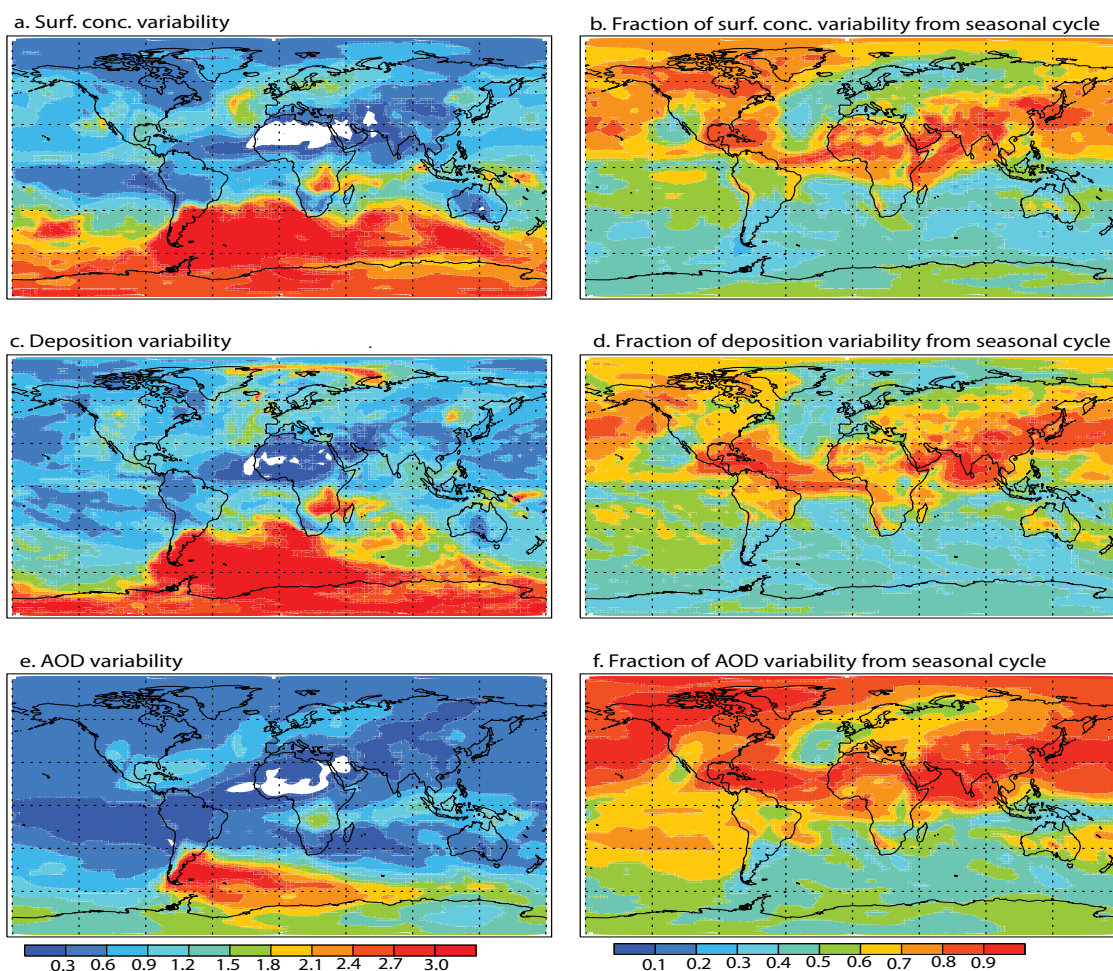 a. Surf. conc. variability
b. Fraction of surf. conc. variability from seasonal cycle
c. Deposition variability
d. Fraction of deposition variability from seasonal cycle
e. AOD variability
f. Fraction of AOD variability from seasonal cycle
0.3 0.6 0.9 1.2 1.5 1.8 2.1 2.4 2.7 3.0
0.1 0.2 0.3 0.4 0.5 0.6 0.7 0.8 0.9